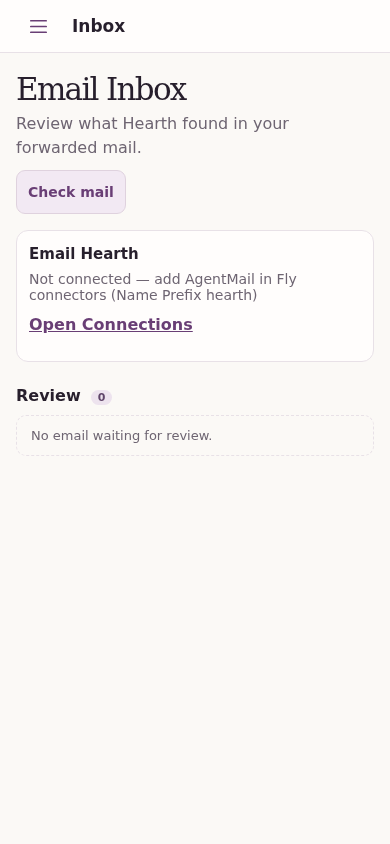 Inbox
Email Inbox
Review what Hearth found in your
forwarded mail.
Check mail
Email Hearth
Not connected — add AgentMail in Fly
connectors (Name Prefix hearth)
Open Connections
Review 0
No email waiting for review.